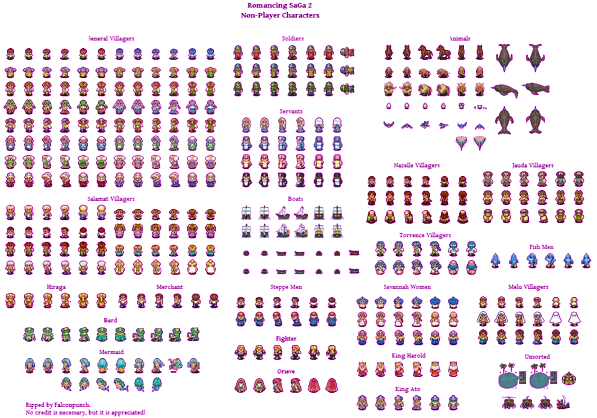 Romancing SaGa 2
Non-Player Characters
General Villagers
Soldiers
Animals
Servants
Nazelle Villagers
Jauda Villagers
Salamat Villagers
Boats
Torrence Villagers
Fish Men
Hiraga
Merchant
Steppe Men
Savannah Women
Melu Villagers
Bard
Fighter
Mermaid
King Harold
Unsorted
Orieve
King Ato
Ripped by Falconpunch.
No credit is necessary, but it is appreciated!